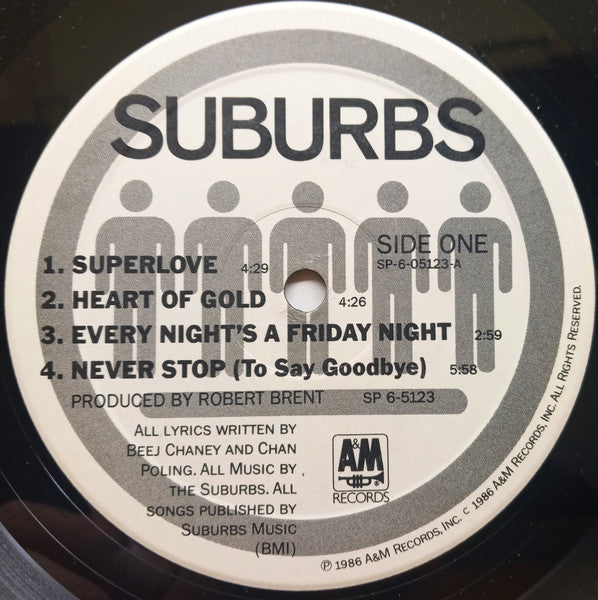 SUBURBS
SIDE ONE
SP-6-05123-A
1. SUPERLOVE 4:29
2. HEART OF GOLD 4:26
3. EVERY NIGHT'S A FRIDAY NIGHT 2:59
4. NEVER STOP (To Say Goodbye) 5:58
PRODUCED BY ROBERT BRENT SP 6-5123
ALL LYRICS WRITTEN BY
BEEJ CHANEY AND CHAN
POLING. ALL MUSIC BY
THE SUBURBS. ALL
SONGS PUBLISHED BY
SUBURBS MUSIC
(BMI)
A&M
RECORDS
℗ 1986 A&M RECORDS, INC. © 1986 A&M RECORDS, INC. ALL RIGHTS RESERVED.